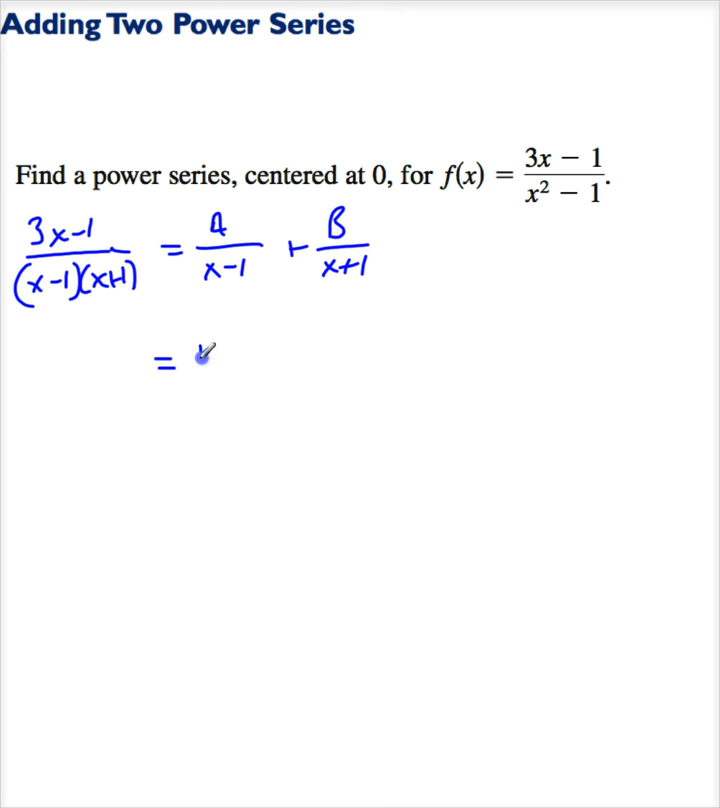 Adding Two Power Series
Find a power series, centered at 0, for f(x) = (3x − 1)/(x² − 1).
(3x-1)/((x-1)(x+1)) = A/(x-1) + B/(x+1)
=